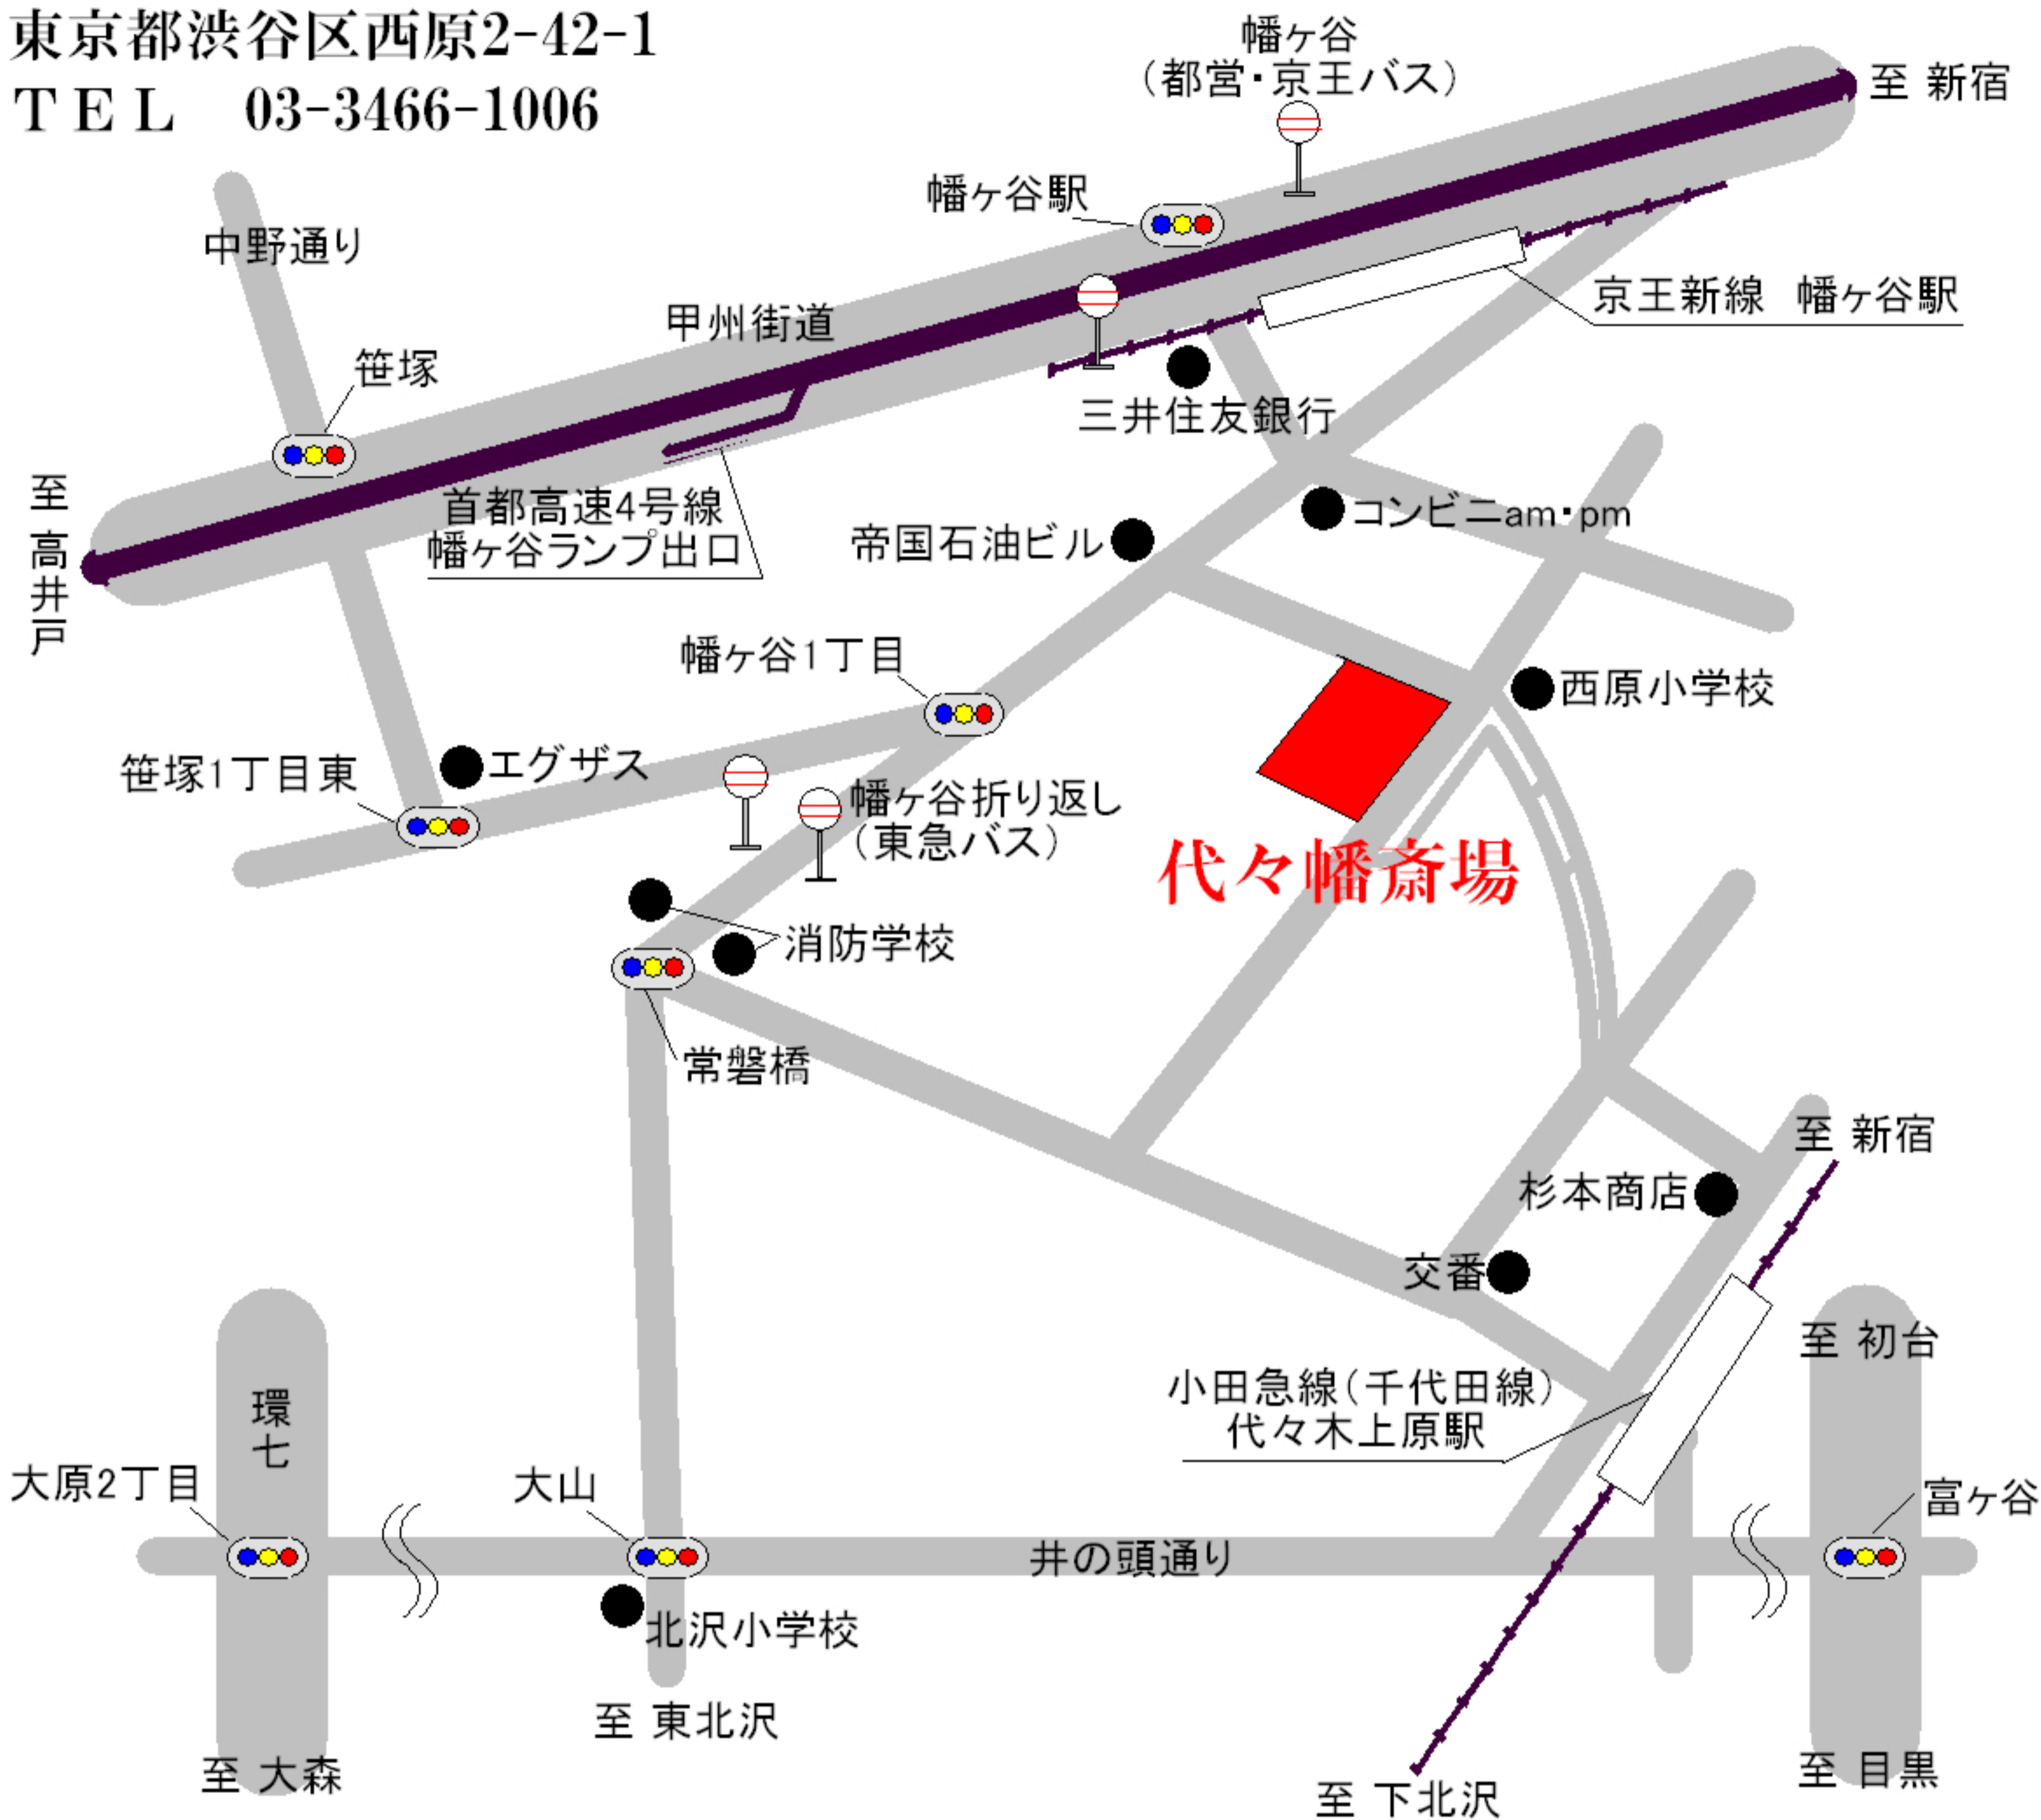 東京都渋谷区西原2-42-1
TEL 03-3466-1006
幡ヶ谷
(都営・京王バス)
至 新宿
幡ヶ谷駅
中野通り
京王新線 幡ヶ谷駅
甲州街道
笹塚
三井住友銀行
至高井戸
首都高速4号線
幡ヶ谷ランプ出口
帝国石油ビル
コンビニam・pm
幡ヶ谷1丁目
西原小学校
笹塚1丁目東
エグザス
幡ヶ谷折り返し
(東急バス)
代々幡斎場
消防学校
常磐橋
至 新宿
杉本商店
交番
至 初台
小田急線(千代田線)
代々木上原駅
環七
大原2丁目
大山
富ヶ谷
井の頭通り
北沢小学校
至 東北沢
至 大森
至 目黒
至 下北沢